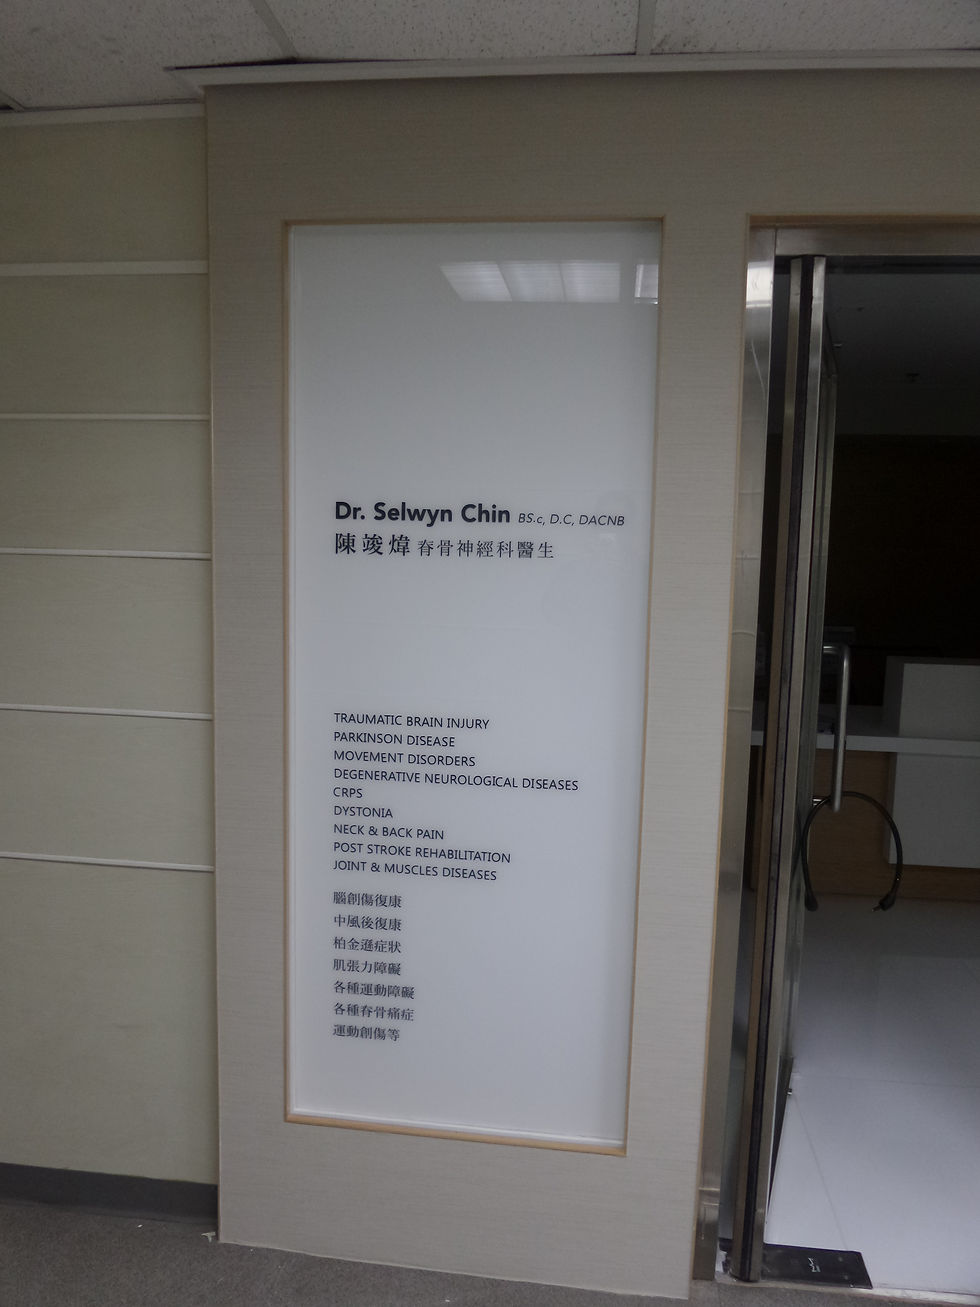 Dr. Selwyn Chin BS.c, D.C, DACNB
陳竣煒 脊骨神經科醫生
TRAUMATIC BRAIN INJURY
PARKINSON DISEASE
MOVEMENT DISORDERS
DEGENERATIVE NEUROLOGICAL DISEASES
CRPS
DYSTONIA
NECK & BACK PAIN
POST STROKE REHABILITATION
JOINT & MUSCLES DISEASES
腦創傷復康
中風後復康
柏金遜症狀
肌張力障礙
各種運動障礙
各種脊骨痛症
運動創傷等